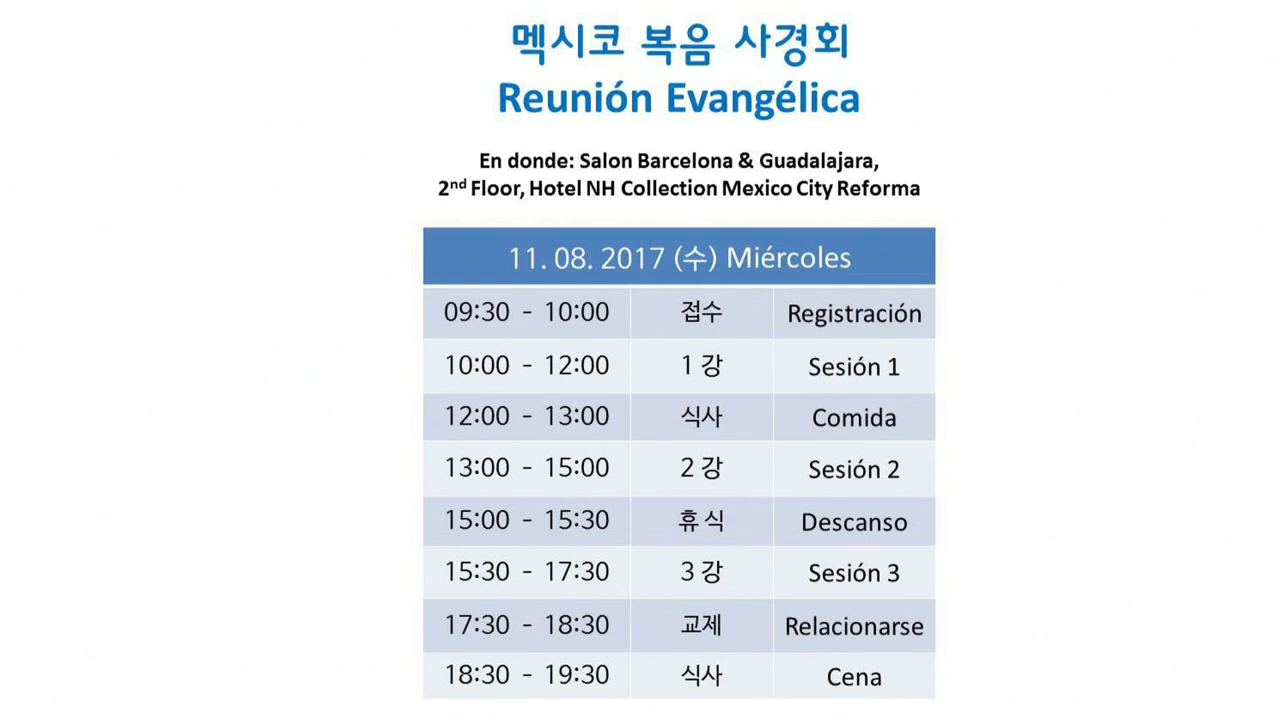 멕시코 복음 사경회
Reunión Evangélica
En donde: Salon Barcelona & Guadalajara,
2nd Floor, Hotel NH Collection Mexico City Reforma
11. 08. 2017 (수) Miércoles
09:30 - 10:00 접수 Registración
10:00 - 12:00 1 강 Sesión 1
12:00 - 13:00 식사 Comida
13:00 - 15:00 2 강 Sesión 2
15:00 - 15:30 휴 식 Descanso
15:30 - 17:30 3 강 Sesión 3
17:30 - 18:30 교제 Relacionarse
18:30 - 19:30 식사 Cena